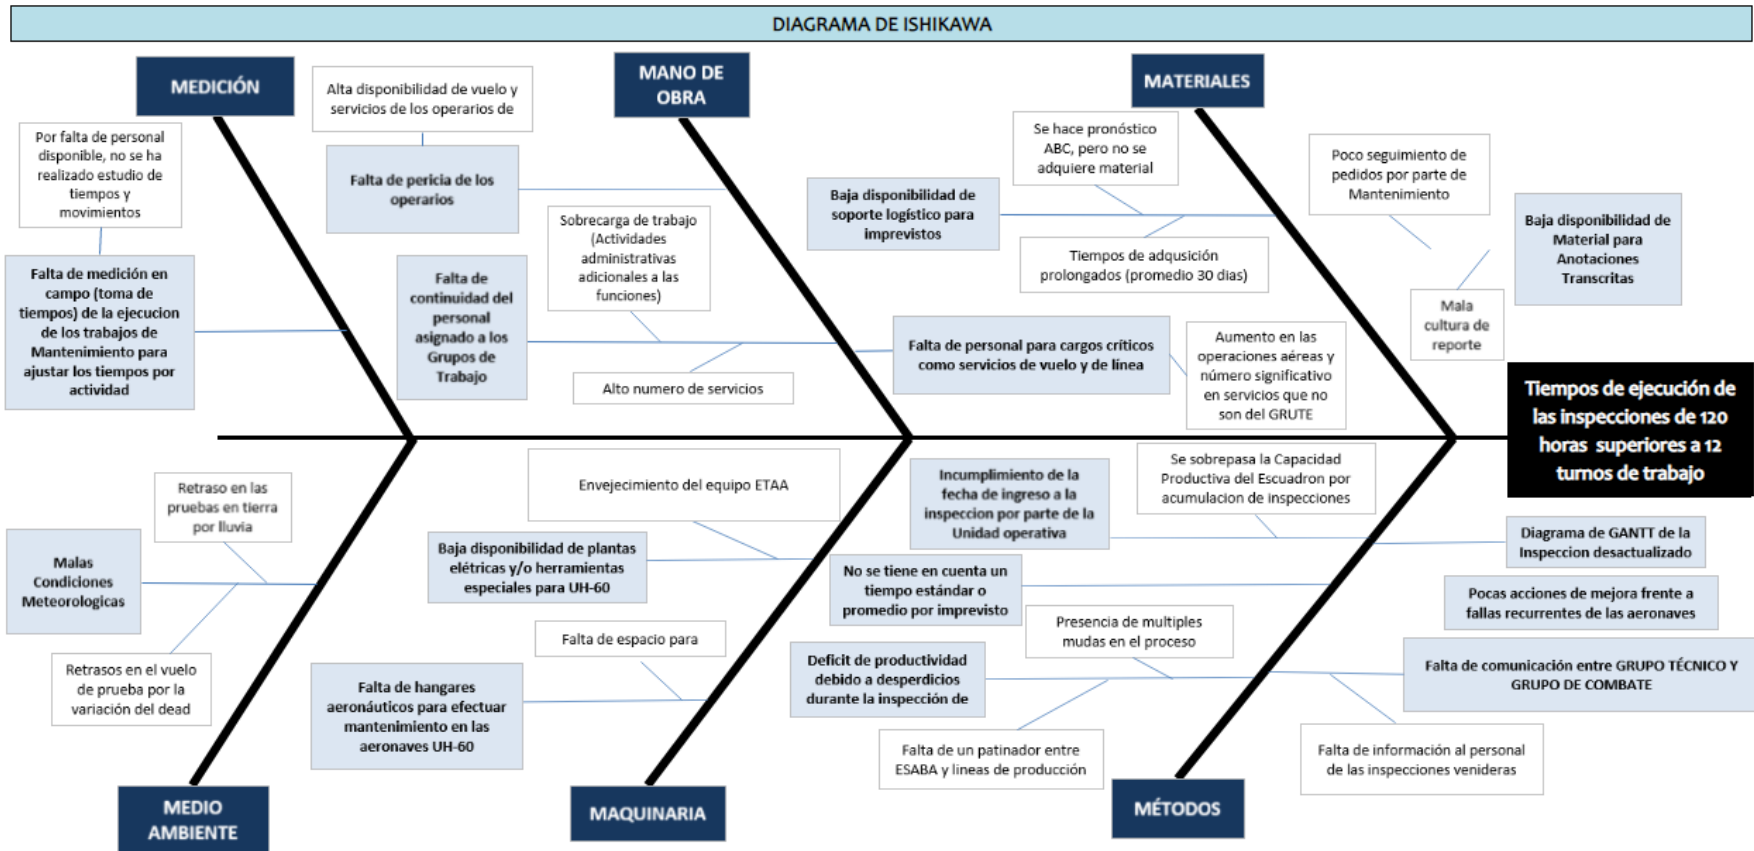 DIAGRAMA DE ISHIKAWA
MEDICIÓN
Por falta de personal
disponible, no se ha
realizado estudio de
tiempos y
movimientos
Falta de medición en
campo (toma de
tiempos) de la ejecucion
de los trabajos de
Mantenimiento para
ajustar los tiempos por
actividad
MANO DE
OBRA
Alta disponibilidad de vuelo y
servicios de los operarios de
Falta de pericia de los
operarios
Sobrecarga de trabajo
(Actividades
administrativas
adicionales a las
funciones)
Falta de
continuidad del
personal
asignado a los
Grupos de
Trabajo
Alto numero de servicios
Falta de personal para cargos críticos
como servicios de vuelo y de línea
Aumento en las
operaciones aéreas y
número significativo
en servicios que no
son del GRUTE
MATERIALES
Se hace pronóstico
ABC, pero no se
adquiere material
Baja disponibilidad de
soporte logístico para
imprevistos
Tiempos de adqusición
prolongados (promedio 30 dias)
Poco seguimiento de
pedidos por parte de
Mantenimiento
Baja disponibilidad de
Material para
Anotaciones
Transcritas
Mala
cultura de
reporte
Tiempos de ejecución de
las inspecciones de 120
horas superiores a 12
turnos de trabajo
Retraso en las
pruebas en tierra
por lluvia
Malas
Condiciones
Meteorologicas
Retrasos en el vuelo
de prueba por la
variación del dead
MEDIO
AMBIENTE
Envejecimiento del equipo ETAA
Baja disponibilidad de plantas
elétricas y/o herramientas
especiales para UH-60
Falta de espacio para
Falta de hangares
aeronáuticos para efectuar
mantenimiento en las
aeronaves UH-60
MAQUINARIA
Incumplimiento de la
fecha de ingreso a la
inspeccion por parte de la
Unidad operativa
Se sobrepasa la Capacidad
Productiva del Escuadron por
acumulacion de inspecciones
Diagrama de GANTT de la
Inspeccion desactualizado
No se tiene en cuenta un
tiempo estándar o
promedio por imprevisto
Pocas acciones de mejora frente a
fallas recurrentes de las aeronaves
Presencia de multiples
mudas en el proceso
Deficit de productividad
debido a desperdicios
durante la inspección de
Falta de comunicación entre GRUPO TÉCNICO Y
GRUPO DE COMBATE
Falta de un patinador entre
ESABA y lineas de producción
Falta de información al personal
de las inspecciones venideras
MÉTODOS